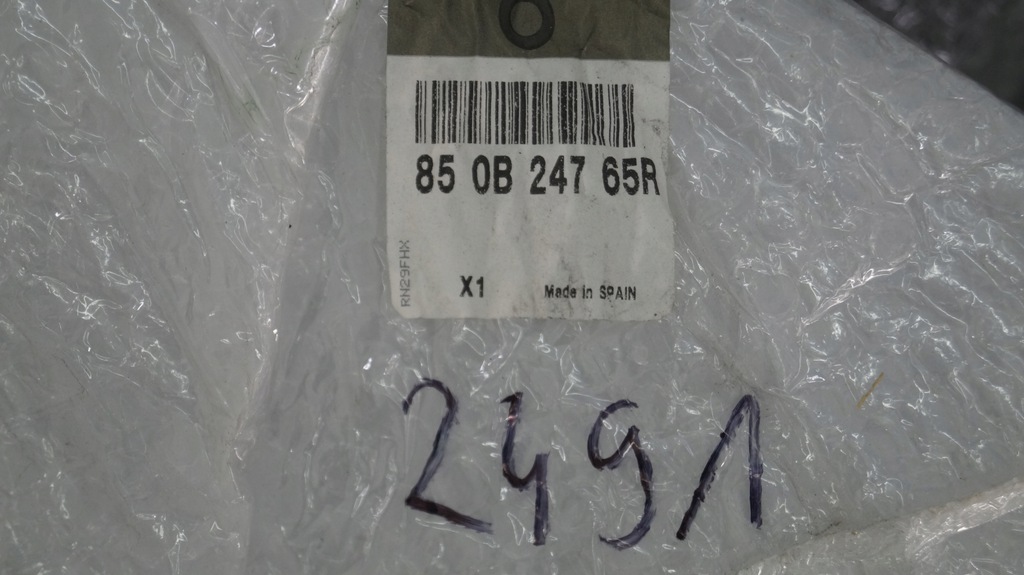 85 0B 247 65R
RN29FHX
X1 Made in SPAIN
2491